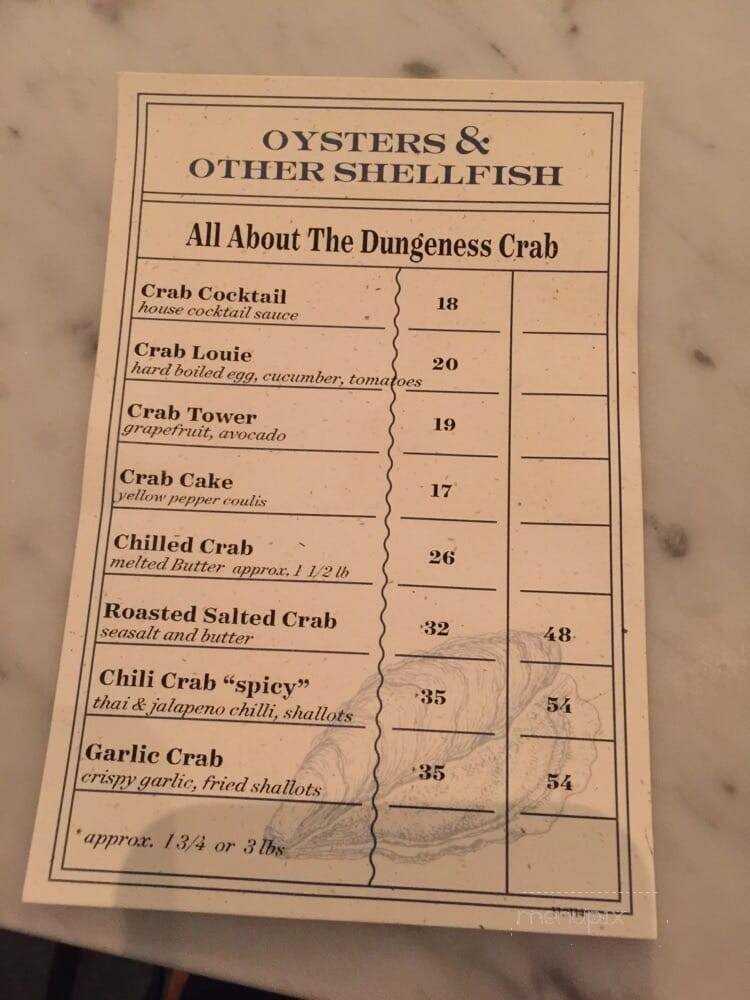 OYSTERS &
OTHER SHELLFISH
All About The Dungeness Crab
Crab Cocktail 18
house cocktail sauce
Crab Louie 20
hard boiled egg, cucumber, tomatoes
Crab Tower 19
grapefruit, avocado
Crab Cake 17
yellow pepper coulis
Chilled Crab 26
melted Butter approx. 1 1/2 lb
Roasted Salted Crab *32 48*
seasalt and butter
Chili Crab “spicy” *35 54
thai & jalapeno chilli, shallots
Garlic Crab *35 54
crispy garlic, fried shallots
*approx. 1 3/4 or 3 lbs
menupix